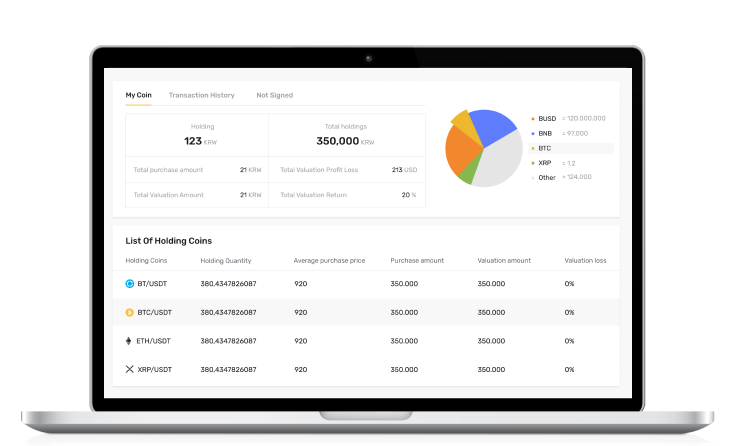 My Coin Transaction History Not Signed
Holding
123 KRW
Total holdings
350,000 KRW
Total purchase amount 21 KRW
Total Valuation Profit Loss 213 USD
Total Valuation Amount 21 KRW
Total Valuation Return 20 %
BUSD = 120.000.000
BNB = 97.000
BTC
XRP = 1,2
Other = 124.000
List Of Holding Coins
Holding Coins Holding Quantity Average purchase price Purchase amount Valuation amount Valuation loss
BT/USDT 380,4347826087 920 350.000 350.000 0%
BTC/USDT 380,4347826087 920 350.000 350.000 0%
ETH/USDT 380,4347826087 920 350.000 350.000 0%
XRP/USDT 380,4347826087 920 350.000 350.000 0%